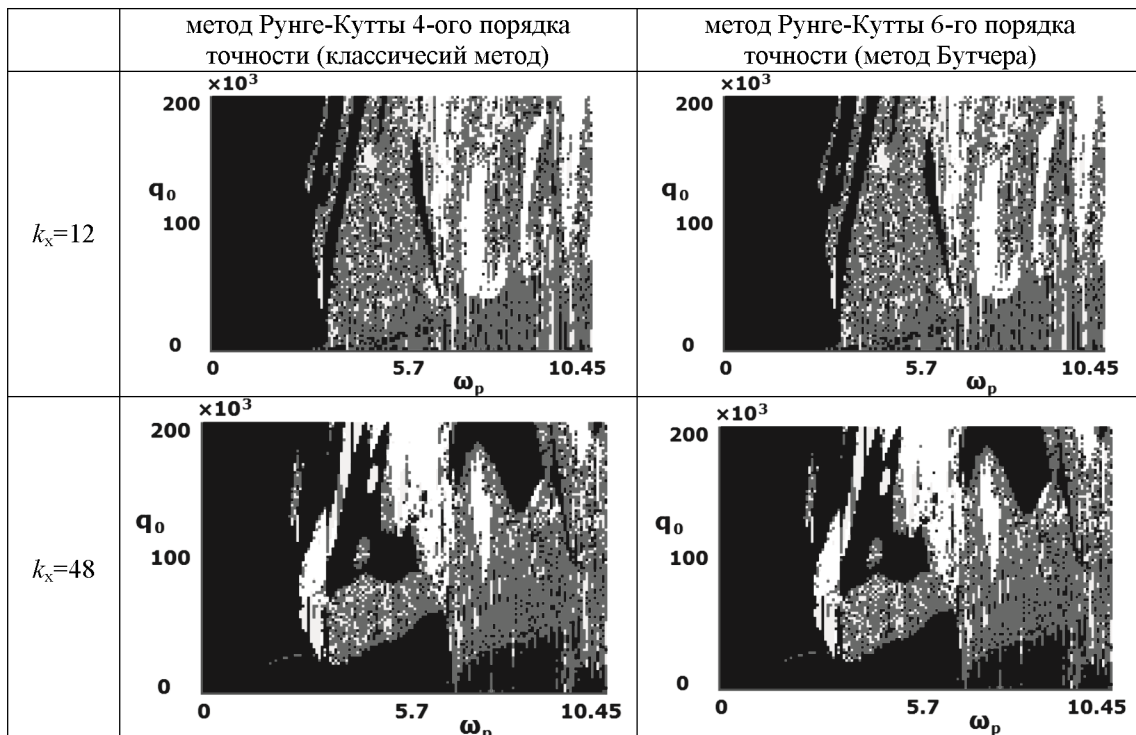 метод Рунге-Кутты 4-ого порядка
точности (классичесий метод)
метод Рунге-Кутты 6-го порядка
точности (метод Бутчера)
kₓ=12
×10³
200
q₀
100
0
0
5.7
10.45
ωₚ
×10³
200
q₀
100
0
0
5.7
10.45
ωₚ
kₓ=48
×10³
200
q₀
100
0
0
5.7
10.45
ωₚ
×10³
200
q₀
100
0
0
5.7
10.45
ωₚ